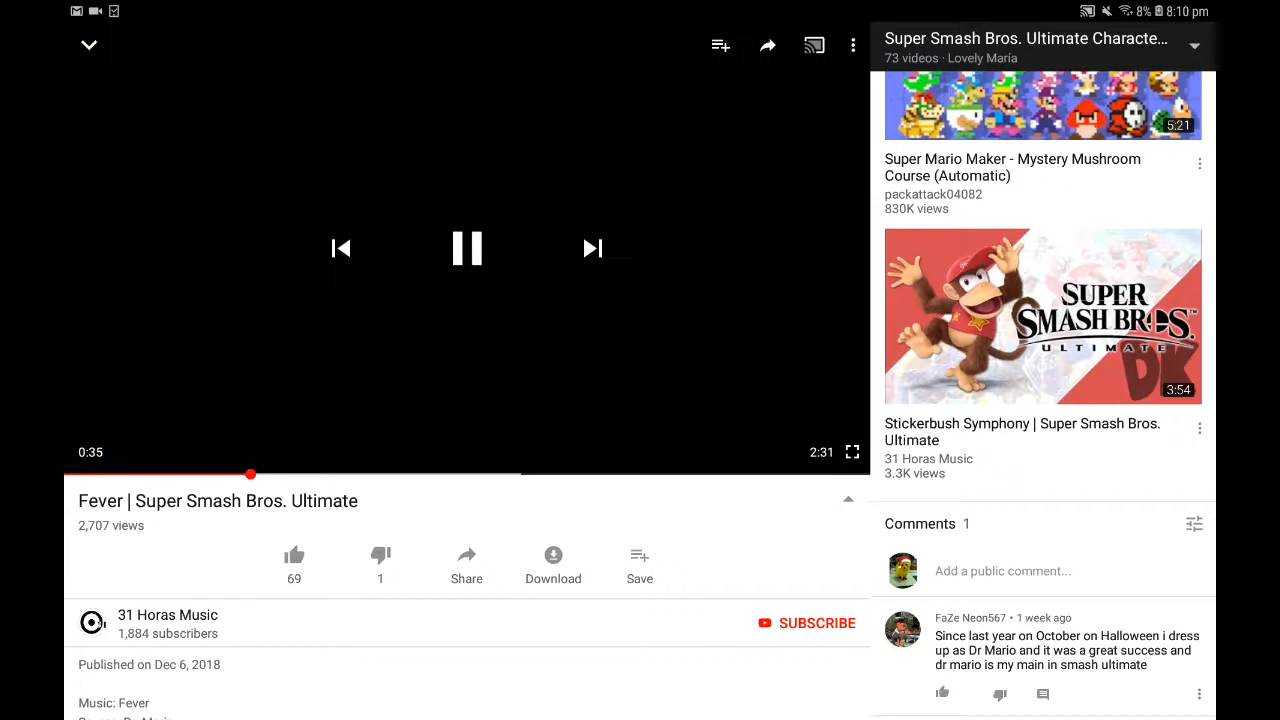 8% 8:10 pm
Super Smash Bros. Ultimate Characte...
73 videos · Lovely María
5:21
Super Mario Maker - Mystery Mushroom
Course (Automatic)
packattack04082
830K views
SUPER
SMASH BROS.™
ULTIMATE
DK
3:54
Stickerbush Symphony | Super Smash Bros.
Ultimate
31 Horas Music
3.3K views
0:35
2:31
Fever | Super Smash Bros. Ultimate
2,707 views
69
1
Share
Download
Save
31 Horas Music
1,884 subscribers
SUBSCRIBE
Published on Dec 6, 2018
Music: Fever
Comments 1
Add a public comment...
FaZe Neon567 • 1 week ago
Since last year on October on Halloween i dress
up as Dr Mario and it was a great success and
dr mario is my main in smash ultimate